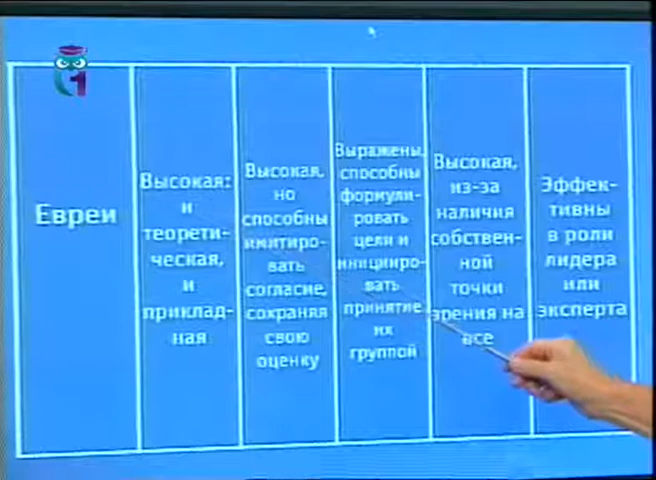 1
Евреи
Высокая:
и
теорети-
ческая,
и
приклад-
ная
Высокая,
но
способны
имитиро-
вать
согласие,
сохраняя
свою
оценку
Выражены,
способны
формули-
ровать
цели и
иницииро-
вать
принятие
их
группой
Высокая,
из-за
наличия
собствен-
ной
точки
зрения на
все
Эффек-
тивны
в роли
лидера
или
эксперта